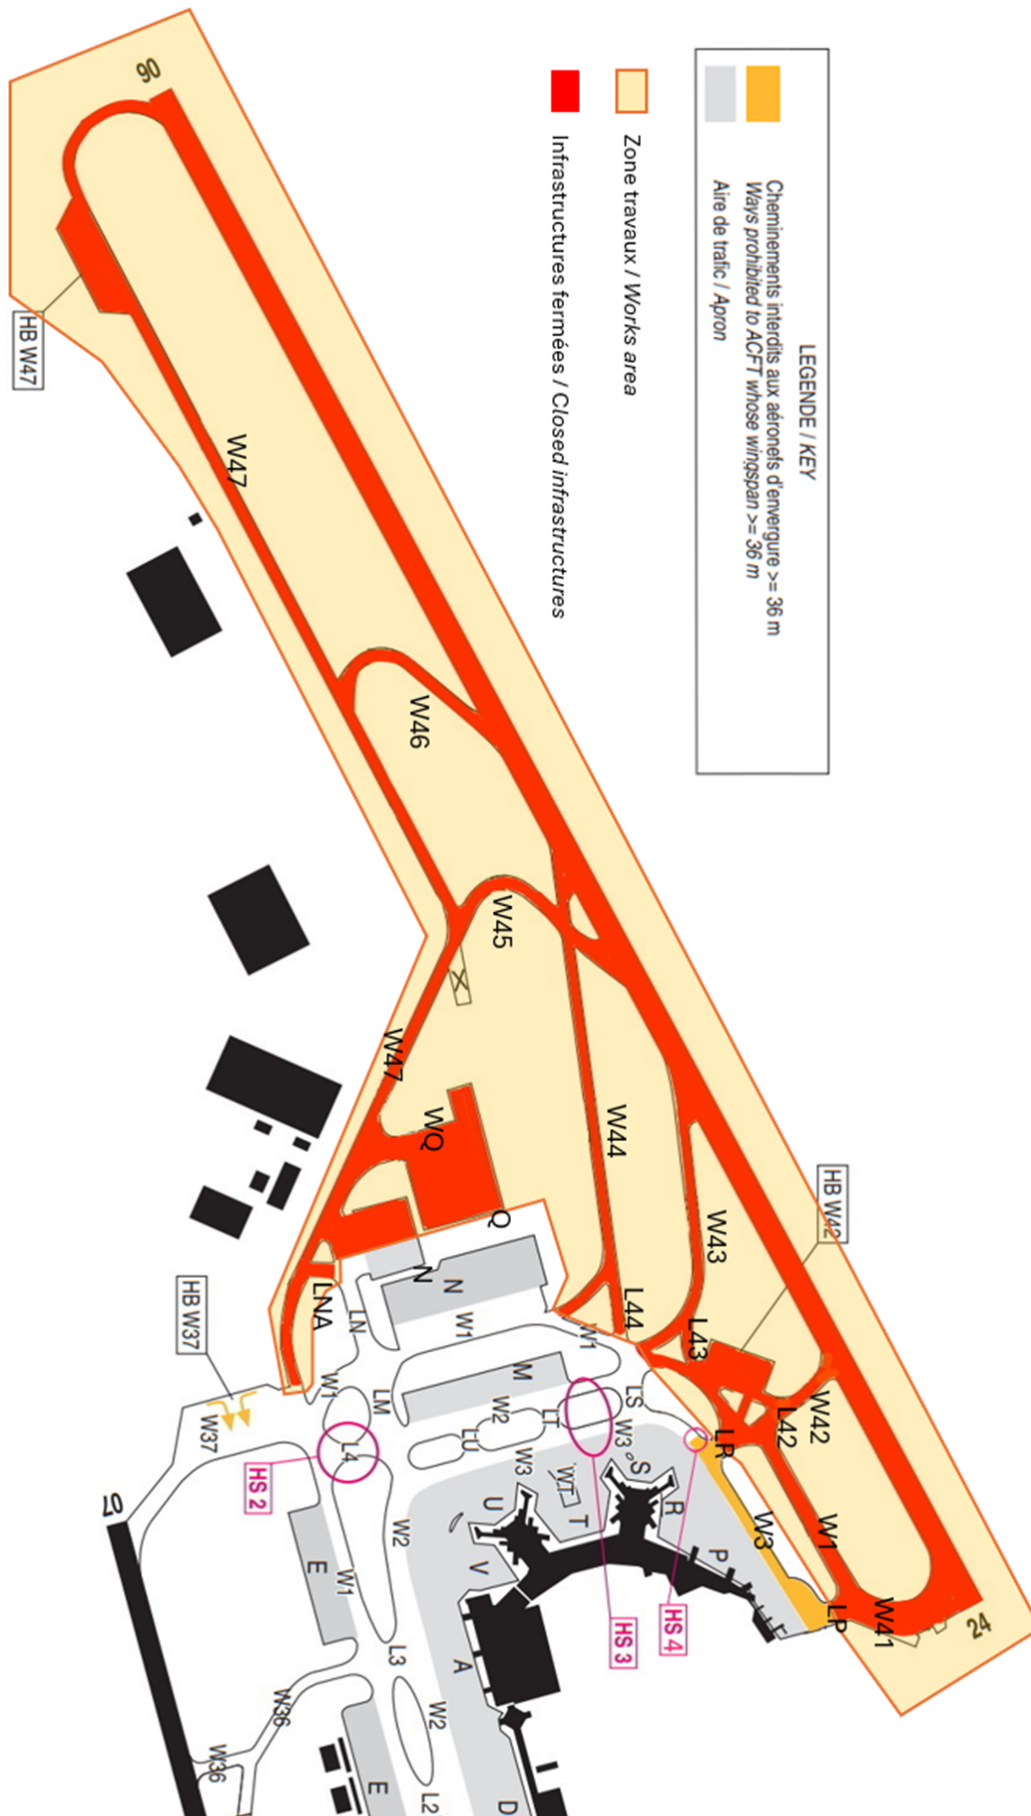 LEGENDE / KEY
Cheminements interdits aux aéronefs d'envergure >= 36 m
Ways prohibited to ACFT whose wingspan >= 36 m
Aire de trafic / Apron
Zone travaux / Works area
Infrastructures fermées / Closed infrastructures
06
HB W47
W47
W46
W45
X
W47
WQ
Q
W44
W43
HB W42
L44
L43
W42
L42
LR
W1
W3
LP
W41
24
LNA
N
N
LN
W1
W1
W1
M
LM
W2
LT
LS
W3
LU
W3
WT
T
S
R
P
U
V
HB W37
W37
L4
HS 2
HS 3
HS 4
07
E
W1
W2
L3
A
W36
W36
W2
E
L2
D